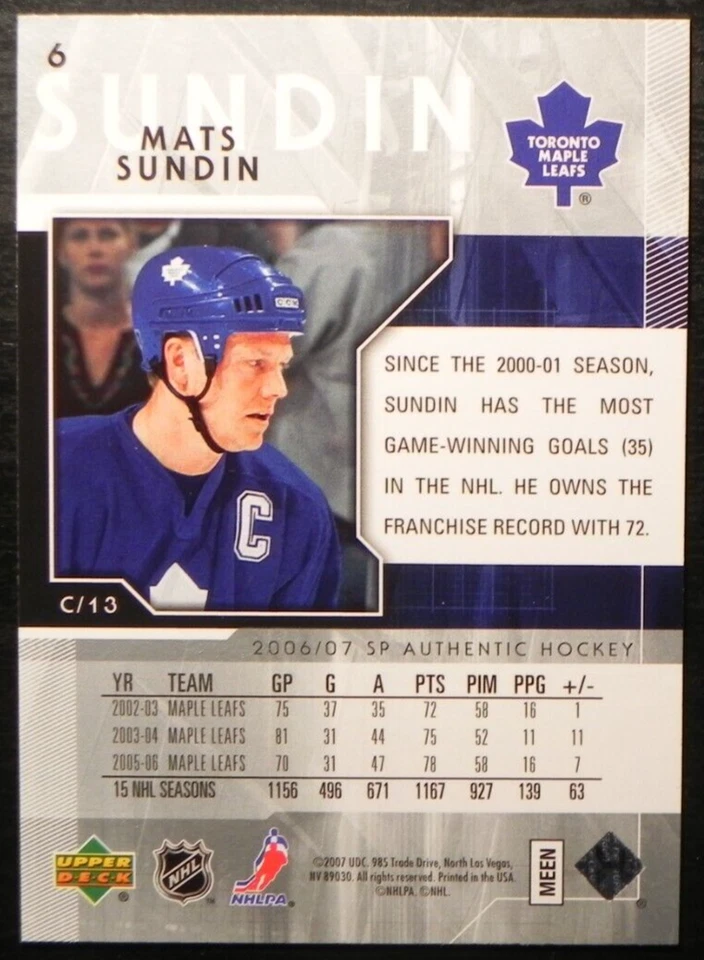 6
SUNDIN
MATS
SUNDIN
TORONTO
MAPLE
LEAFS
®
CCM
C
SINCE THE 2000-01 SEASON,
SUNDIN HAS THE MOST
GAME-WINNING GOALS (35)
IN THE NHL. HE OWNS THE
FRANCHISE RECORD WITH 72.
C/13
2006/07 SP AUTHENTIC HOCKEY
YR TEAM GP G A PTS PIM PPG +/-
2002-03 MAPLE LEAFS 75 37 35 72 58 16 1
2003-04 MAPLE LEAFS 81 31 44 75 52 11 11
2005-06 MAPLE LEAFS 70 31 47 78 58 16 7
15 NHL SEASONS 1156 496 671 1167 927 139 63
UPPER
DECK
®
NHL
™
NHLPA
®
©2007 UDC. 985 Trade Drive, North Las Vegas,
NV 89030. All rights reserved. Printed in the USA.
©NHLPA. ©NHL.
MEEN
®